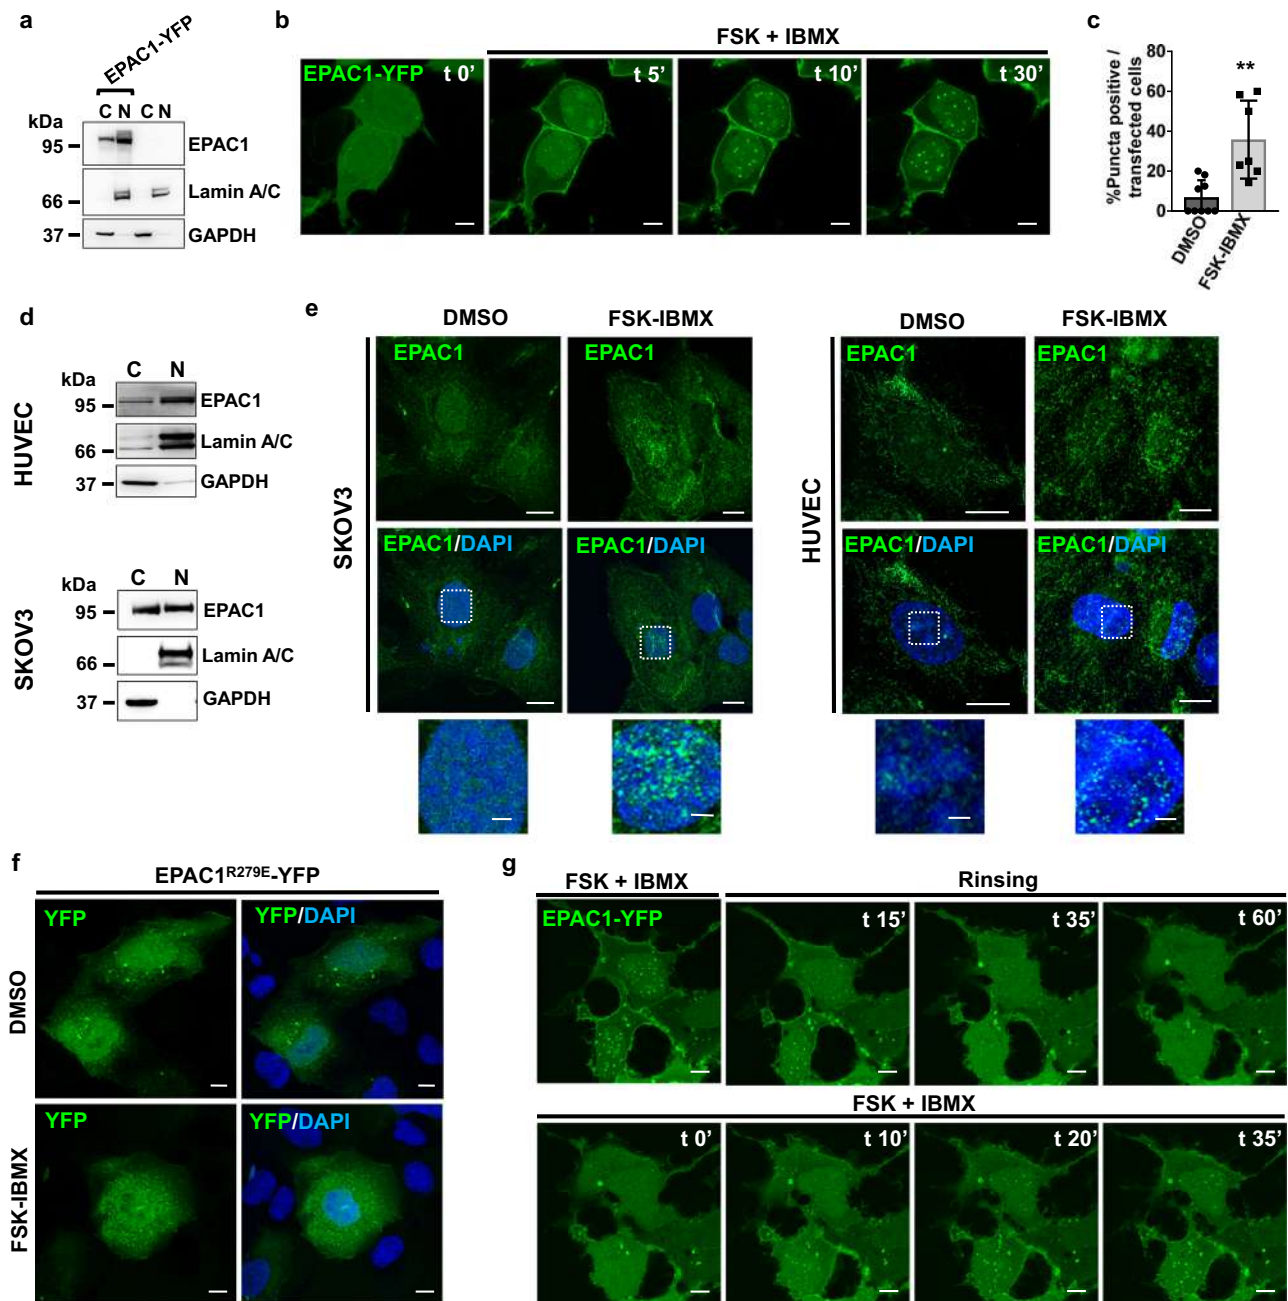 a
EPAC1-YFP
C N C N
kDa
95
EPAC1
66
Lamin A/C
37
GAPDH
b
FSK + IBMX
EPAC1-YFP
t 0’
t 5’
t 10’
t 30’
c
%Puncta positive /
transfected cells
80
60
40
20
0
**
DMSO
FSK-IBMX
d
HUVEC
C N
kDa
95
EPAC1
66
Lamin A/C
37
GAPDH
SKOV3
C N
kDa
95
EPAC1
66
Lamin A/C
37
GAPDH
e
SKOV3
DMSO
FSK-IBMX
EPAC1
EPAC1
EPAC1/DAPI
EPAC1/DAPI
HUVEC
DMSO
FSK-IBMX
EPAC1
EPAC1
EPAC1/DAPI
EPAC1/DAPI
f
EPAC1R279E-YFP
DMSO
YFP
YFP/DAPI
FSK-IBMX
YFP
YFP/DAPI
g
FSK + IBMX
Rinsing
EPAC1-YFP
t 15’
t 35’
t 60’
FSK + IBMX
t 0’
t 10’
t 20’
t 35’